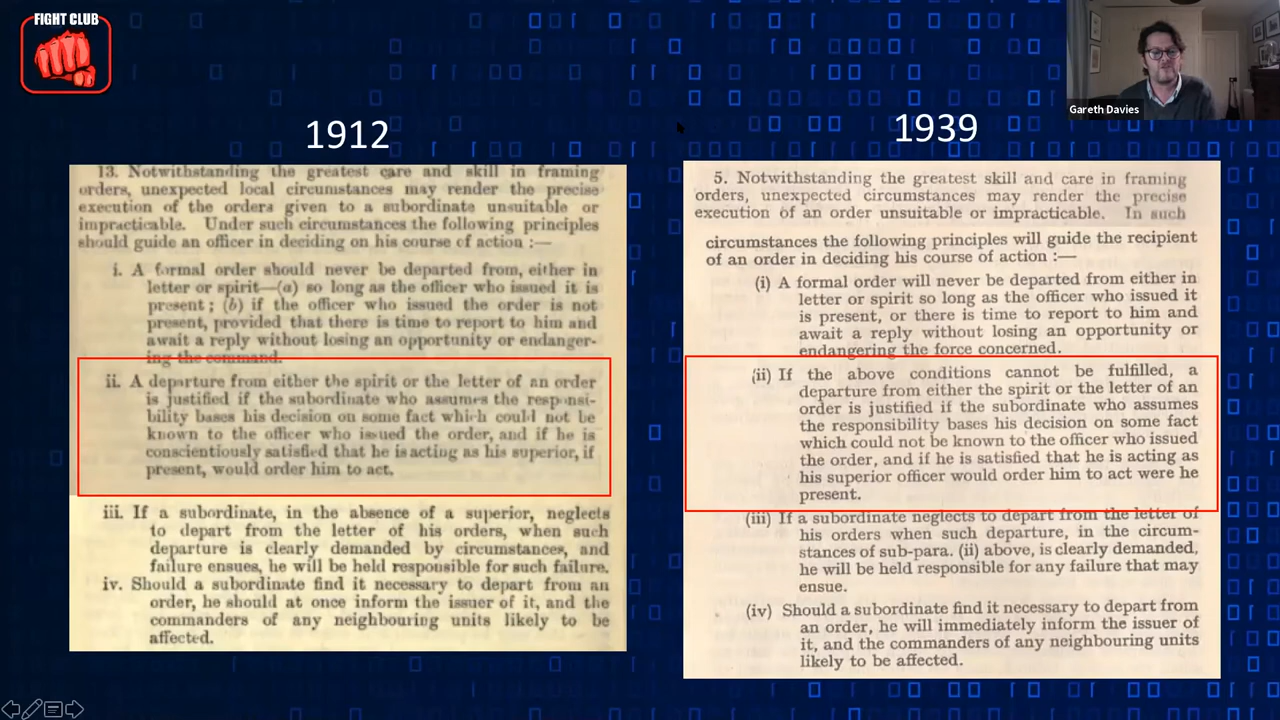 FIGHT CLUB
Gareth Davies
1912
13. Notwithstanding the greatest care and skill in framing
orders, unexpected local circumstances may render the precise
execution of the orders given to a subordinate unsuitable or
impracticable. Under such circumstances the following principles
should guide an officer in deciding on his course of action :—
i. A formal order should never be departed from, either in
letter or spirit—(a) so long as the officer who issued it is
present; (b) if the officer who issued the order is not
present, provided that there is time to report to him and
await a reply without losing an opportunity or endanger-
ing the command.
ii. A departure from either the spirit or the letter of an order
is justified if the subordinate who assumes the responsi-
bility bases his decision on some fact which could not be
known to the officer who issued the order, and if he is
conscientiously satisfied that he is acting as his superior, if
present, would order him to act.
iii. If a subordinate, in the absence of a superior, neglects
to depart from the letter of his orders, when such
departure is clearly demanded by circumstances, and
failure ensues, he will be held responsible for such failure.
iv. Should a subordinate find it necessary to depart from an
order, he should at once inform the issuer of it, and the
commanders of any neighbouring units likely to be
affected.
1939
5. Notwithstanding the greatest skill and care in framing
orders, unexpected circumstances may render the precise
execution of an order unsuitable or impracticable. In such
circumstances the following principles will guide the recipient
of an order in deciding his course of action :—
(i) A formal order will never be departed from either in
letter or spirit so long as the officer who issued it
is present, or there is time to report to him and
await a reply without losing an opportunity or
endangering the force concerned.
(ii) If the above conditions cannot be fulfilled, a
departure from either the spirit or the letter of an
order is justified if the subordinate who assumes
the responsibility bases his decision on some fact
which could not be known to the officer who issued
the order, and if he is satisfied that he is acting as
his superior officer would order him to act were he
present.
(iii) If a subordinate neglects to depart from the letter of
his orders when such departure, in the circum-
stances of sub-para. (ii) above, is clearly demanded,
he will be held responsible for any failure that may
ensue.
(iv) Should a subordinate find it necessary to depart from
an order, he will immediately inform the issuer of
it, and the commanders of any neighbouring units
likely to be affected.